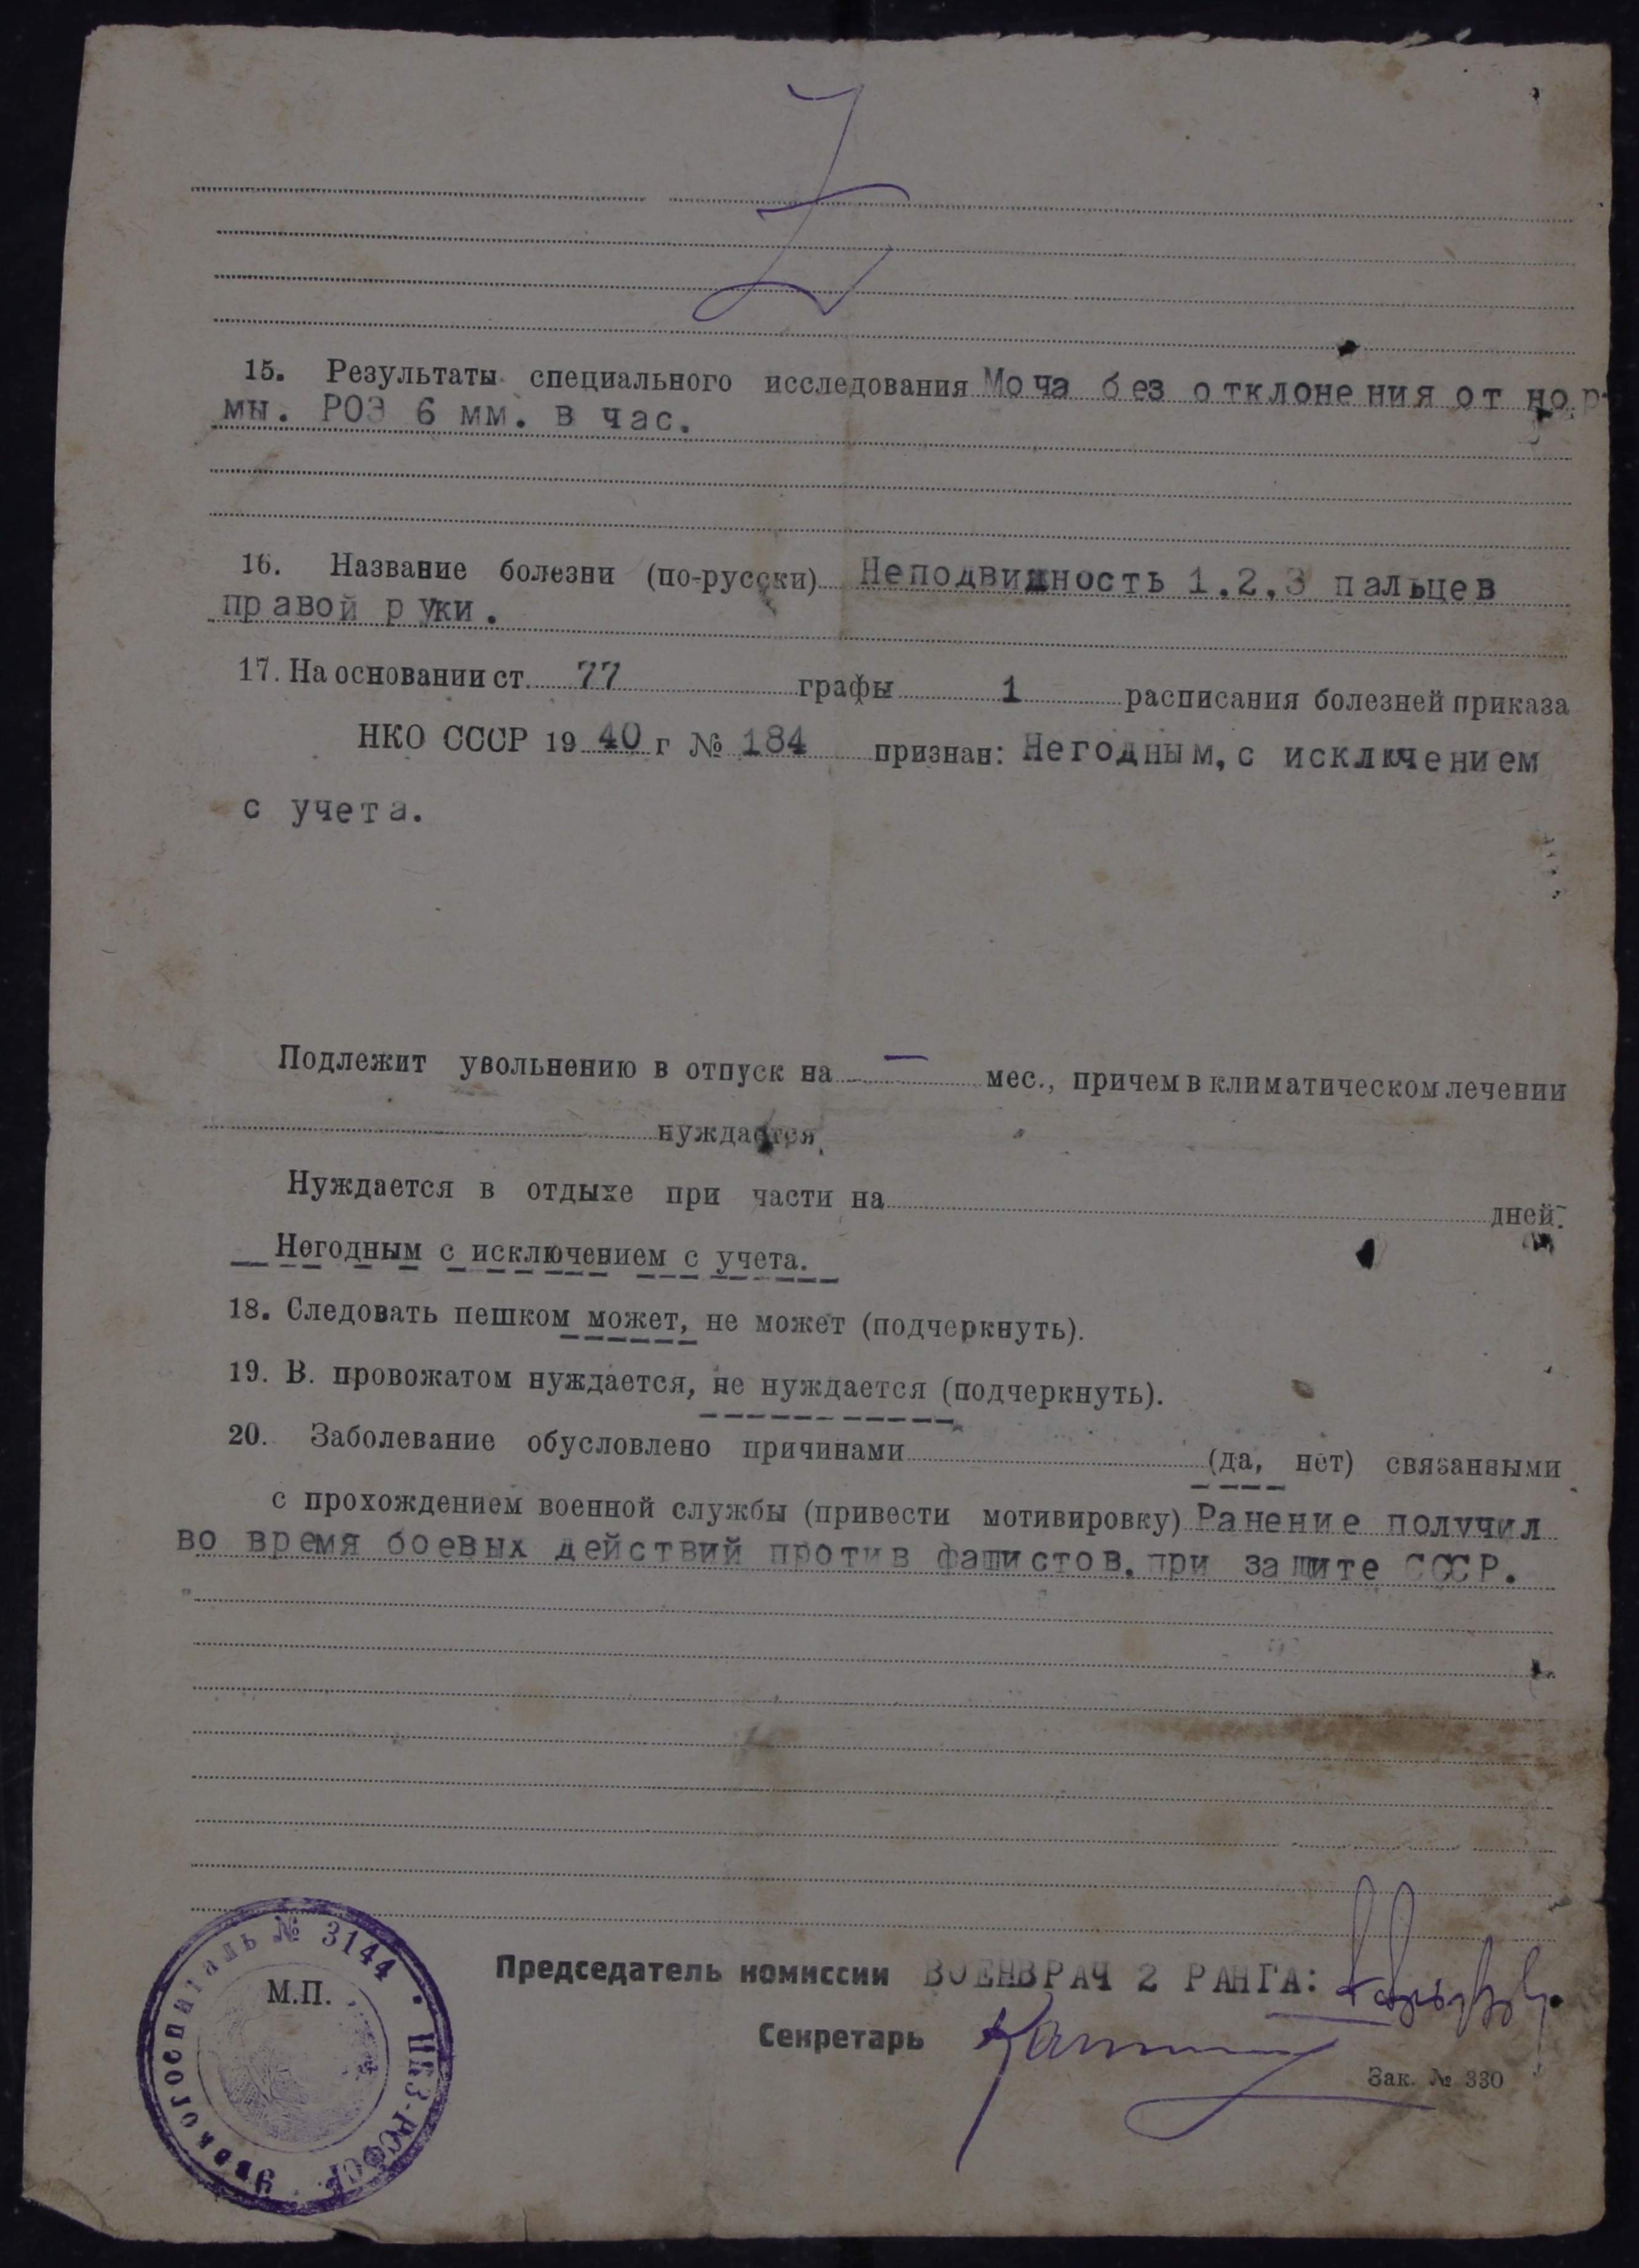 15. Результаты специального исследования Моча без отклонения от нор-
мы. РОЭ 6 мм. в час.
16. Название болезни (по-русски) Неподвижность 1.2,3 пальцев
правой руки.
17. На основании ст. 77 графы 1 расписания болезней приказа
НКО СССР 19 40 г № 184 признан: Негодным, с исключением
с учета.
Подлежит увольнению в отпуск на — мес., причем в климатическом лечении
нуждается.
Нуждается в отдыхе при части на дней.
Негодным с исключением с учета.
18. Следовать пешком может, не может (подчеркнуть).
19. В. провожатом нуждается, не нуждается (подчеркнуть).
20. Заболевание обусловлено причинами (да, нет) связанными
с прохождением военной службы (привести мотивировку) Ранение получил
во время боевых действий против фашистов, при защите СССР.
Председатель комиссии ВОЕНВРАЧ 2 РАНГА:
Секретарь
Зак. № 330
М.П.
Эвакогоспиталь № 3144 • НКЗ-РСФСР